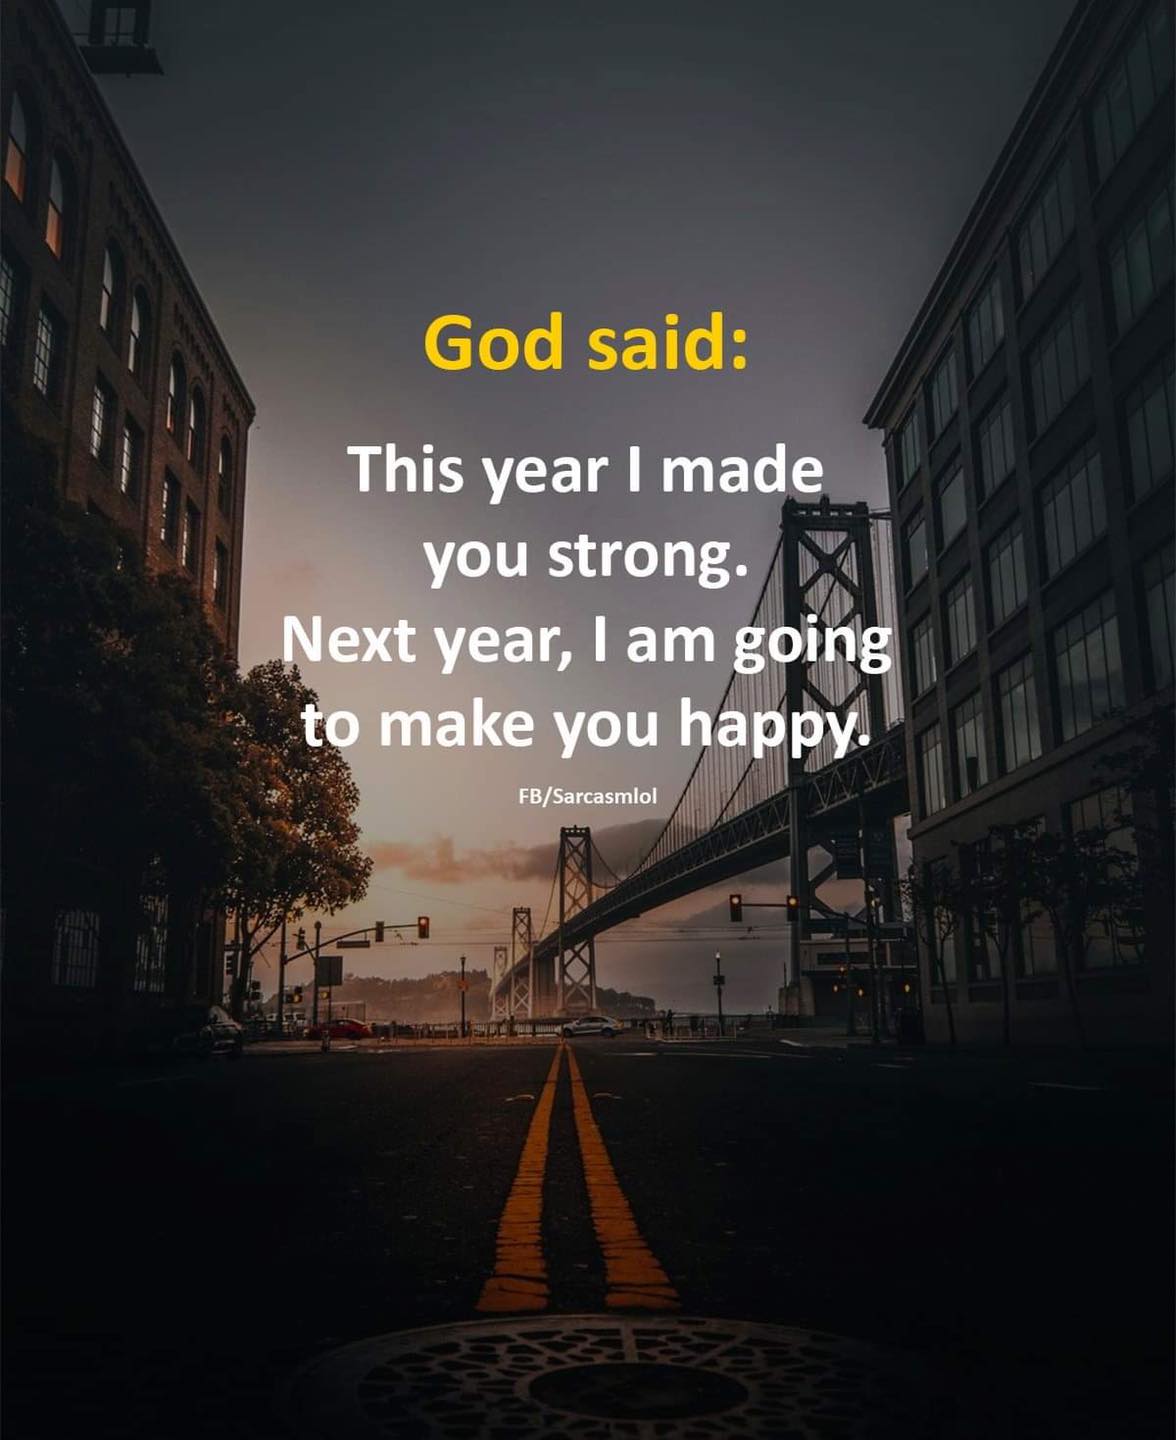 God said:
This year I made
you strong.
Next year, I am going
to make you happy.
FB/Sarcasmlol